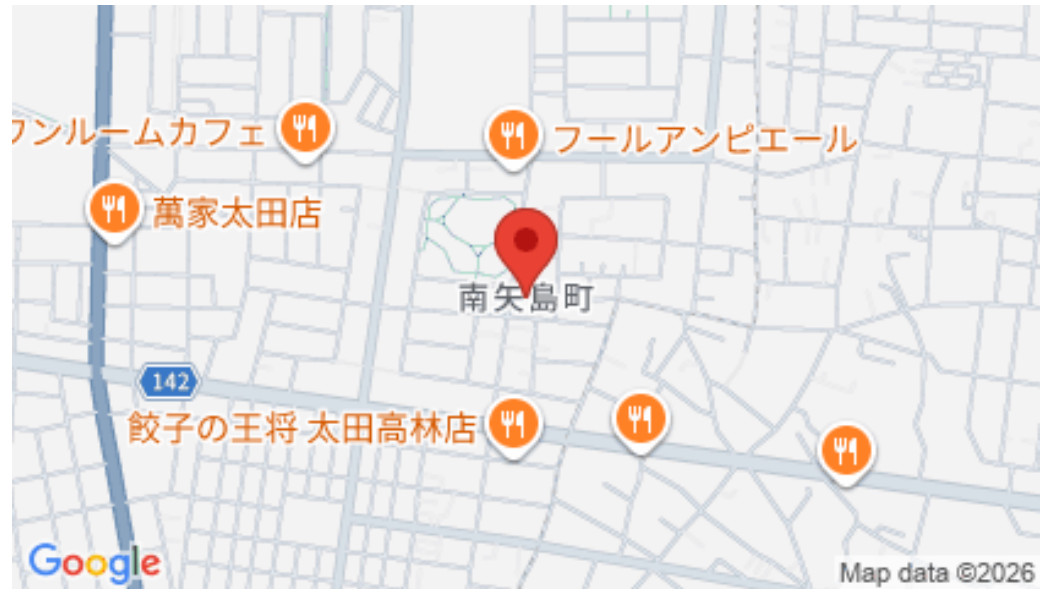 ワンルームカフェ
フールアンピエール
萬家太田店
南矢島町
142
餃子の王将 太田高林店
Google
Map data ©2026